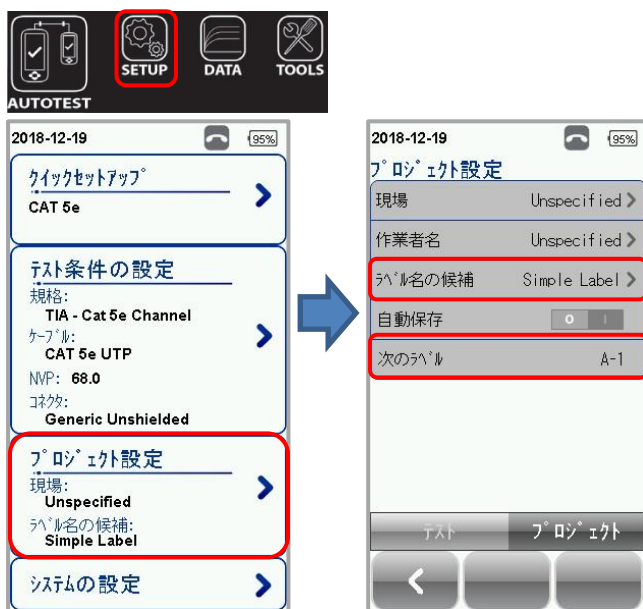 AUTOTEST
SETUP
DATA
TOOLS
2018-12-19
95%
クイックセットアップ
CAT 5e
テスト条件の設定
規格:
TIA - Cat 5e Channel
ケーブル:
CAT 5e UTP
NVP: 68.0
コネクタ:
Generic Unshielded
プロジェクト設定
現場:
Unspecified
ラベル名の候補:
Simple Label
システムの設定
2018-12-19
95%
プロジェクト設定
現場 Unspecified
作業者名 Unspecified
ラベル名の候補 Simple Label
自動保存 O I
次のラベル A-1
テスト プロジェクト